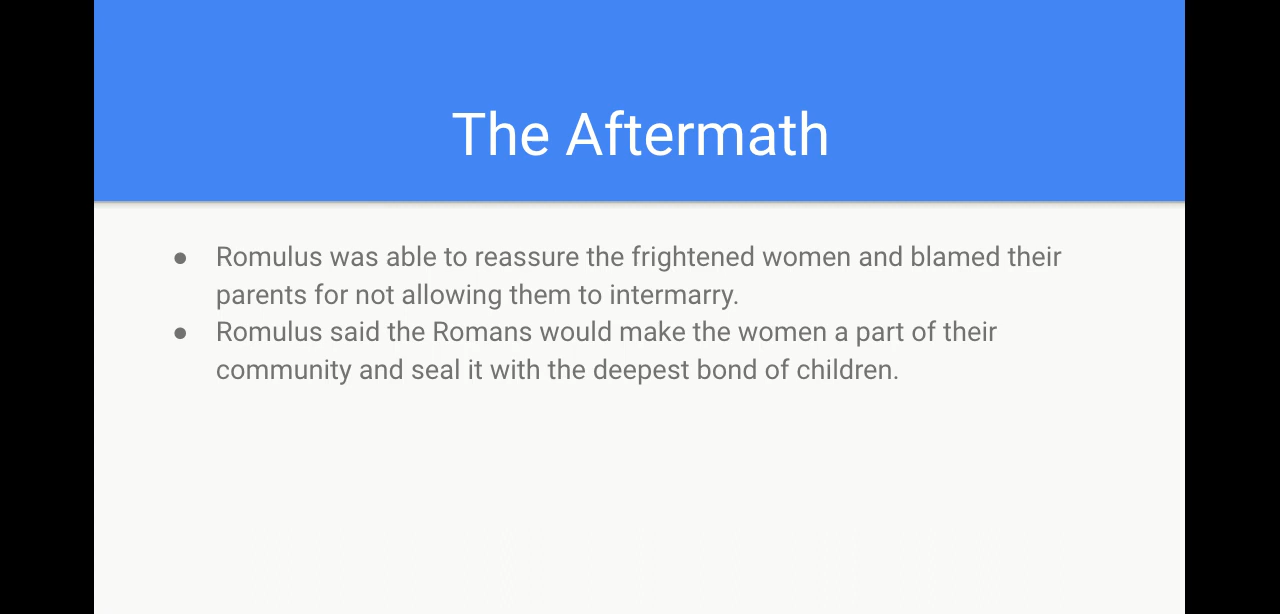 The Aftermath
● Romulus was able to reassure the frightened women and blamed their
parents for not allowing them to intermarry.
● Romulus said the Romans would make the women a part of their
community and seal it with the deepest bond of children.